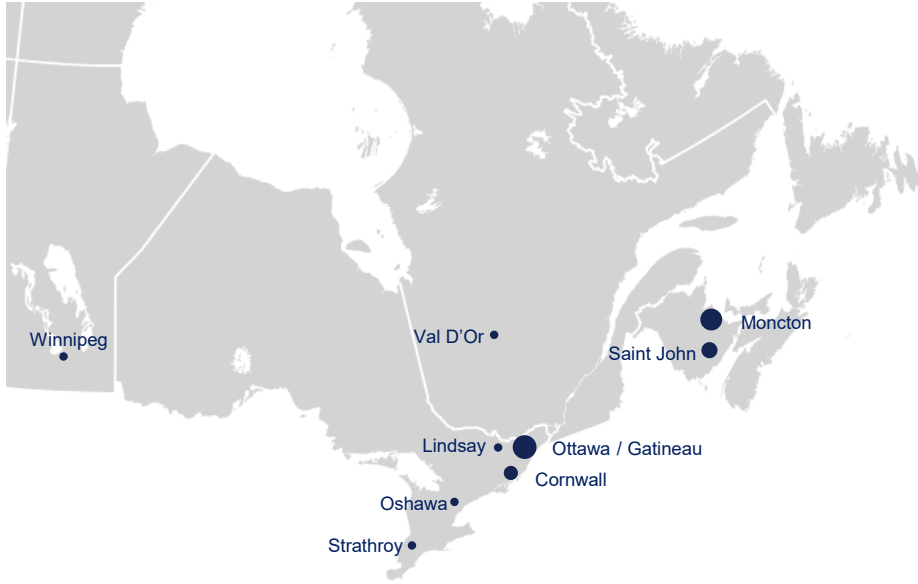 Winnipeg
Val D’Or
Moncton
Saint John
Lindsay
Ottawa / Gatineau
Cornwall
Oshawa
Strathroy